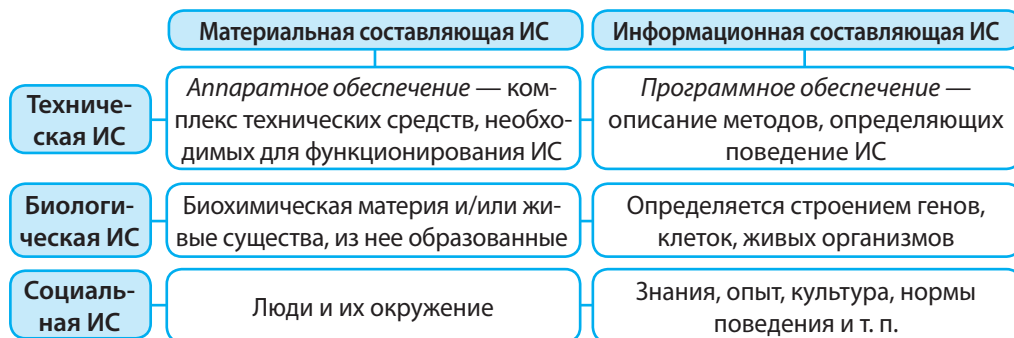 Материальная составляющая ИС
Информационная составляющая ИС
Техниче-
ская ИС
Аппаратное обеспечение — ком-
плекс технических средств, необхо-
димых для функционирования ИС
Программное обеспечение —
описание методов, определяющих
поведение ИС
Биологи-
ческая ИС
Биохимическая материя и/или жи-
вые существа, из нее образованные
Определяется строением генов,
клеток, живых организмов
Социаль-
ная ИС
Люди и их окружение
Знания, опыт, культура, нормы
поведения и т. п.